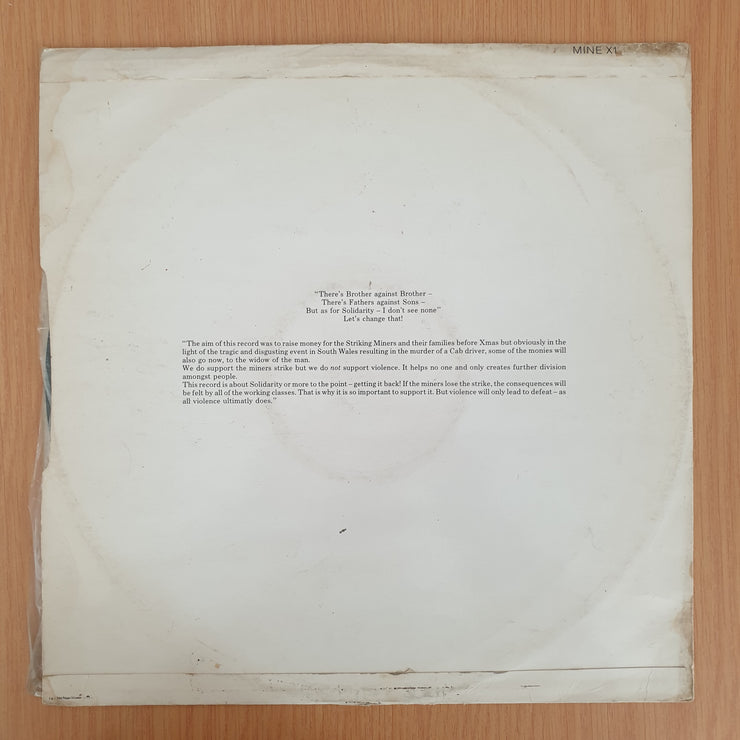 MINE X1
"There's Brother against Brother –
There's Fathers against Sons –
But as for Solidarity – I don't see none"
Let's change that!
"The aim of this record was to raise money for the Striking Miners and their families before Xmas but obviously in the
light of the tragic and disgusting event in South Wales resulting in the murder of a Cab driver, some of the monies will
also go now, to the widow of the man.
We do support the miners strike but we do not support violence. It helps no one and only creates further division
amongst people.
This record is about Solidarity or more to the point – getting it back! If the miners lose the strike, the consequences will
be felt by all of the working classes. That is why it is so important to support it. But violence will only lead to defeat – as
all violence ultimatly does."